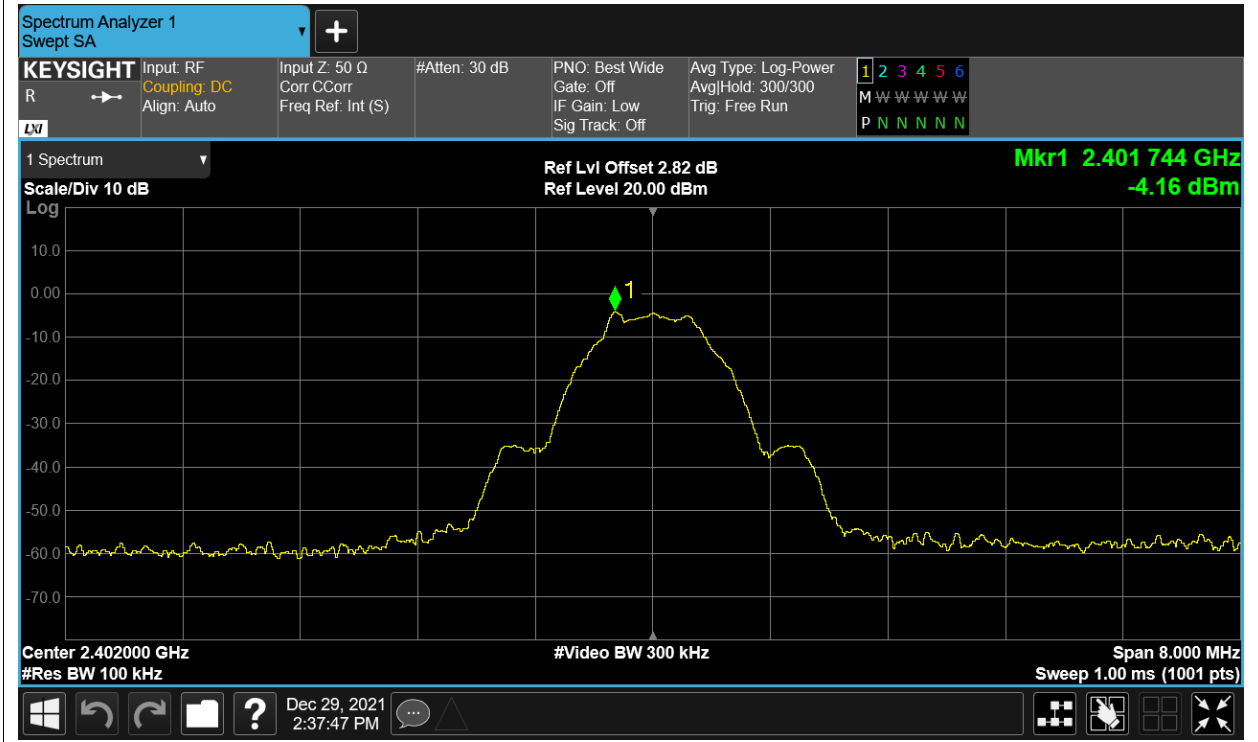 Spectrum Analyzer 1
Swept SA
KEYSIGHT
R
LXI
Input: RF
Coupling: DC
Align: Auto
Input Z: 50 Ω
Corr CCorr
Freq Ref: Int (S)
#Atten: 30 dB
PNO: Best Wide
Gate: Off
IF Gain: Low
Sig Track: Off
Avg Type: Log-Power
Avg|Hold: 300/300
Trig: Free Run
1 2 3 4 5 6
M W W W W W
P N N N N N
1 Spectrum
Scale/Div 10 dB
Log
Ref Lvl Offset 2.82 dB
Ref Level 20.00 dBm
Mkr1 2.401 744 GHz
-4.16 dBm
1
10.0
0.00
-10.0
-20.0
-30.0
-40.0
-50.0
-60.0
-70.0
Center 2.402000 GHz
#Res BW 100 kHz
#Video BW 300 kHz
Span 8.000 MHz
Sweep 1.00 ms (1001 pts)
?
Dec 29, 2021
2:37:47 PM